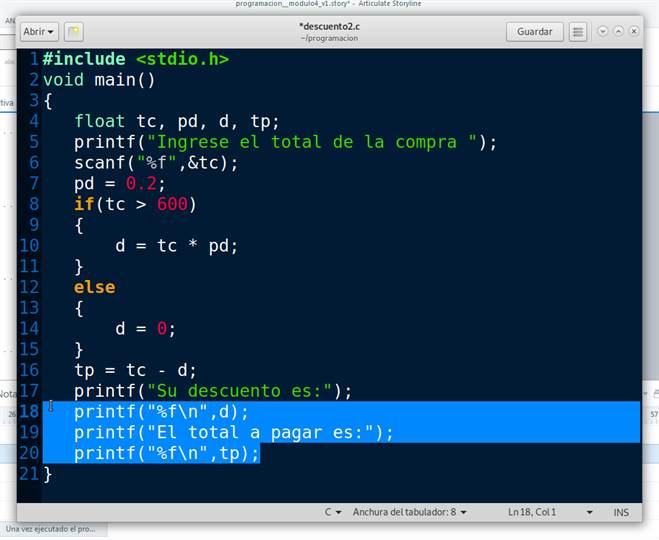 programacion__modulo4_v1.story* - Articulate Storyline
Abrir
*descuento2.c
~/programacion
Guardar
1 #include <stdio.h>
2 void main()
3 {
4 float tc, pd, d, tp;
5 printf("Ingrese el total de la compra ");
6 scanf("%f",&tc);
7 pd = 0.2;
8 if(tc > 600)
9 {
10 d = tc * pd;
11 }
12 else
13 {
14 d = 0;
15 }
16 tp = tc - d;
17 printf("Su descuento es:");
18 printf("%f\n",d);
19 printf("El total a pagar es:");
20 printf("%f\n",tp);
21 }
C Anchura del tabulador: 8 Ln 18, Col 1 INS
Una vez ejecutado el pro...